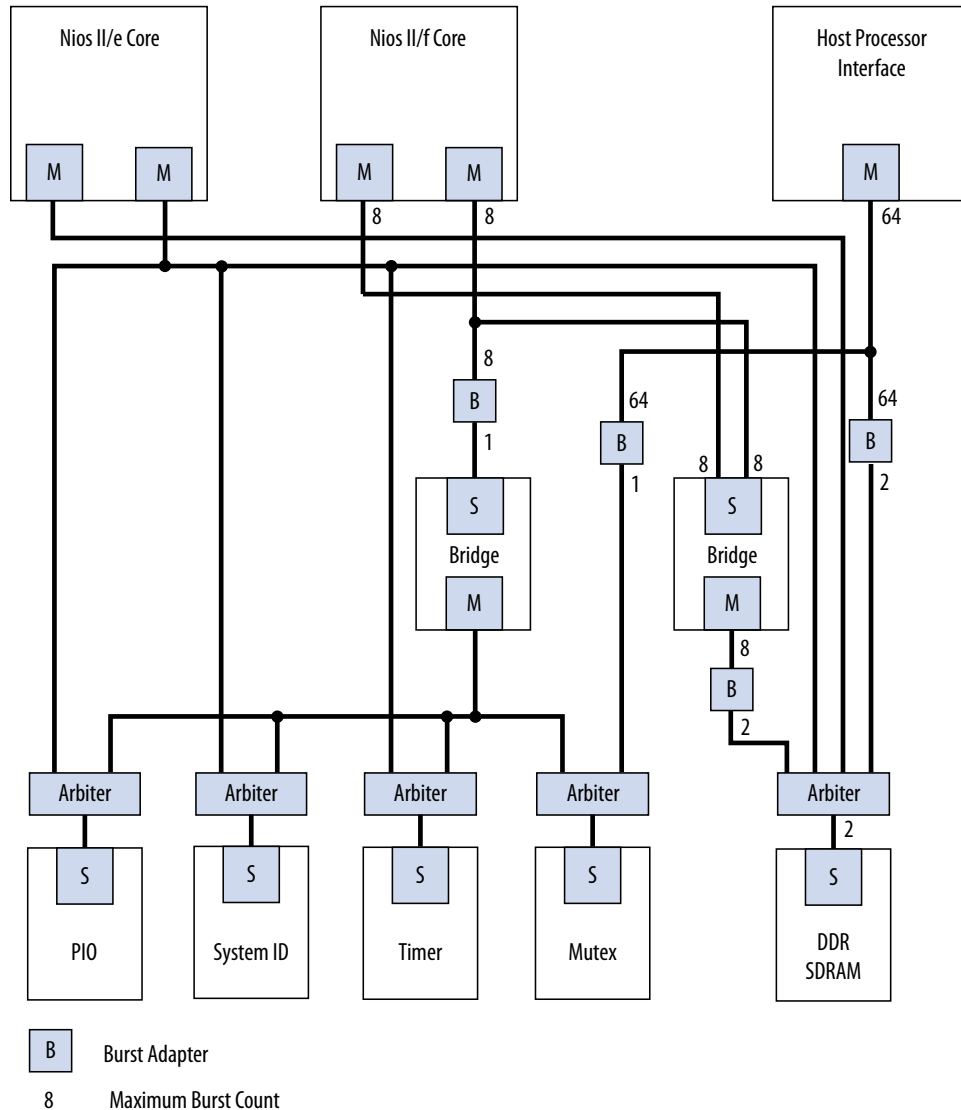 Nios II/e Core
Nios II/f Core
Host Processor
Interface
M
M
M
M
M
8
8
64
8
64
64
B
B
B
1
1
8
8
2
S
S
Bridge
Bridge
M
M
8
B
2
Arbiter
Arbiter
Arbiter
Arbiter
Arbiter
2
S
S
S
S
S
PIO
System ID
Timer
Mutex
DDR
SDRAM
B
Burst Adapter
8
Maximum Burst Count